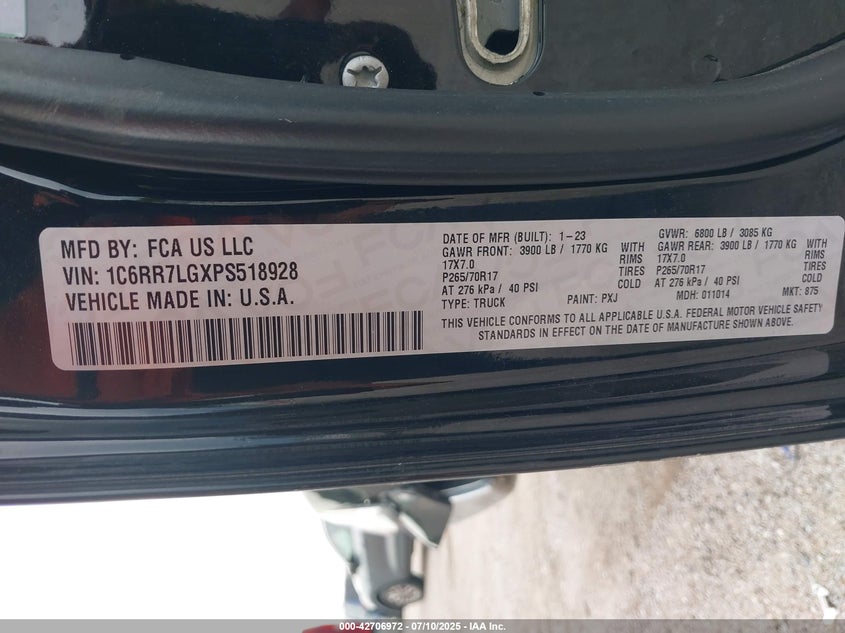 MFD BY: FCA US LLC
VIN: 1C6RR7LGXPS518928
VEHICLE MADE IN: U.S.A.
DATE OF MFR (BUILT): 1-23
GAWR FRONT: 3900 LB / 1770 KG WITH
17X7.0 RIMS
P265/70R17 TIRES
AT 276 kPa / 40 PSI COLD
TYPE: TRUCK PAINT: PXJ
GVWR: 6800 LB / 3085 KG
GAWR REAR: 3900 LB / 1770 KG WITH
17X7.0 RIMS
P265/70R17 TIRES
AT 276 kPa / 40 PSI COLD
MDH: 011014 MKT: 875
THIS VEHICLE CONFORMS TO ALL APPLICABLE U.S.A. FEDERAL MOTOR VEHICLE SAFETY
STANDARDS IN EFFECT ON THE DATE OF MANUFACTURE SHOWN ABOVE.
000-42706972 - 07/10/2025 - IAA Inc.